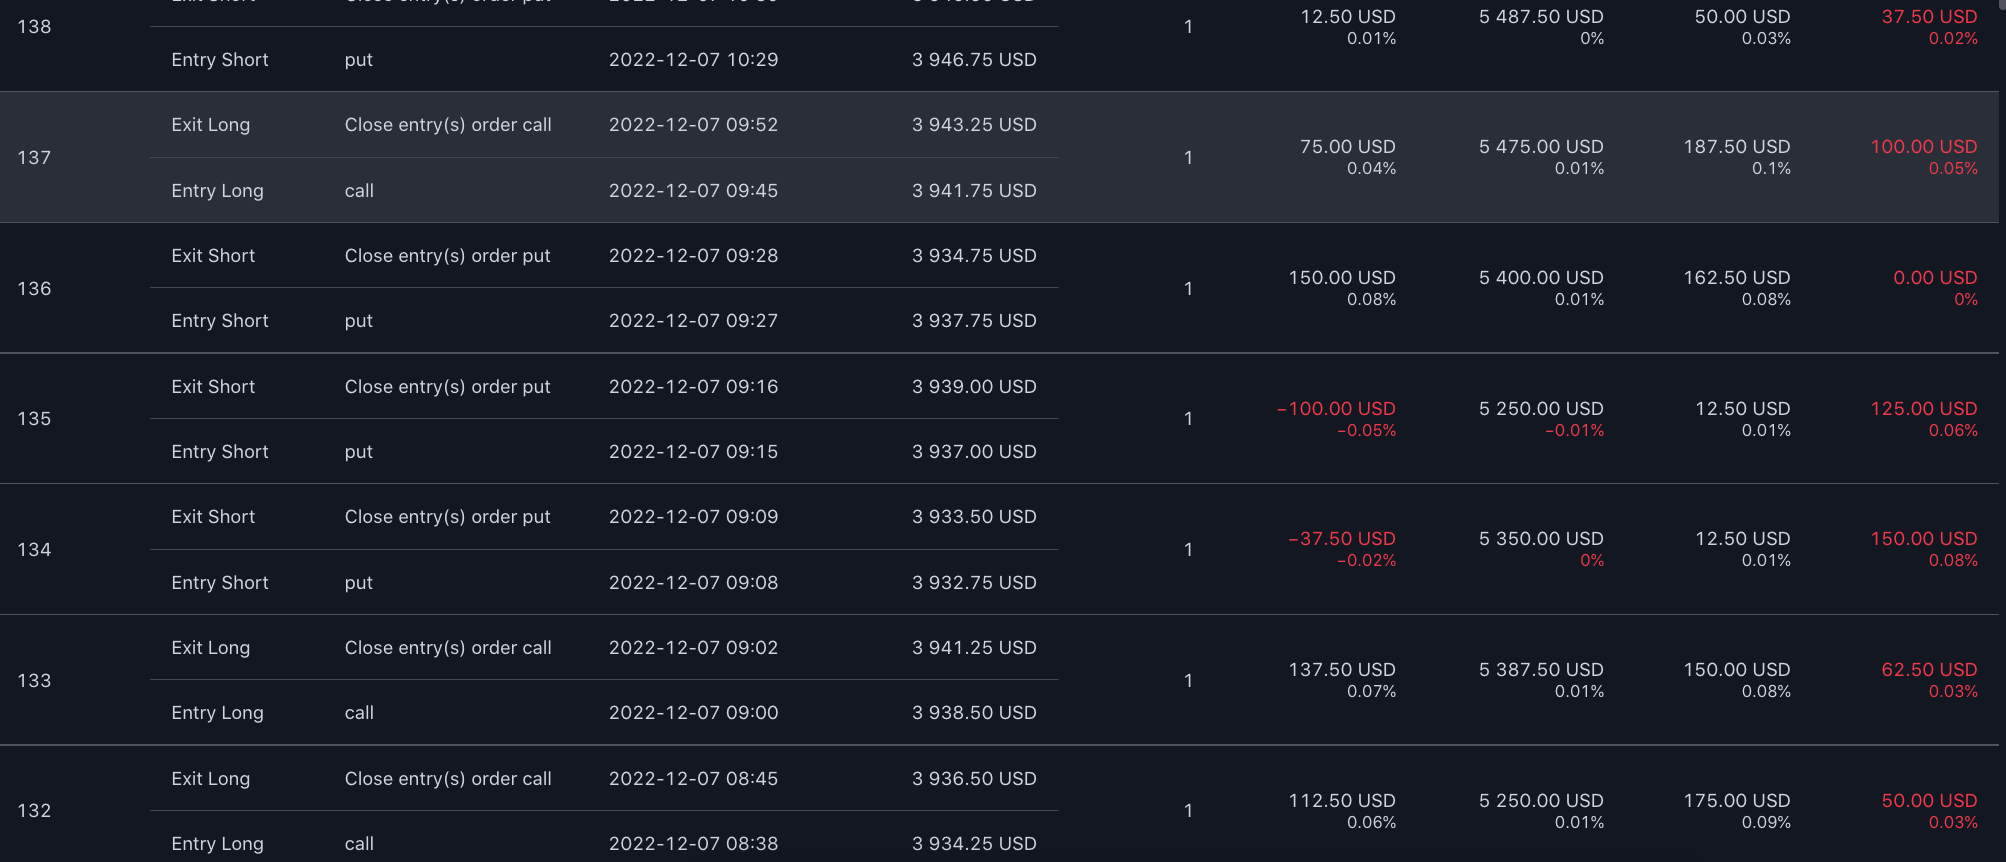 138
12.50 USD 5 487.50 USD 50.00 USD 37.50 USD
0.01% 0% 0.03% 0.02%
1
Entry Short put 2022-12-07 10:29 3 946.75 USD
Exit Long Close entry(s) order call 2022-12-07 09:52 3 943.25 USD
137 1 75.00 USD 5 475.00 USD 187.50 USD 100.00 USD
0.04% 0.01% 0.1% 0.05%
Entry Long call 2022-12-07 09:45 3 941.75 USD
Exit Short Close entry(s) order put 2022-12-07 09:28 3 934.75 USD
136 1 150.00 USD 5 400.00 USD 162.50 USD 0.00 USD
0.08% 0.01% 0.08% 0%
Entry Short put 2022-12-07 09:27 3 937.75 USD
Exit Short Close entry(s) order put 2022-12-07 09:16 3 939.00 USD
135 1 −100.00 USD 5 250.00 USD 12.50 USD 125.00 USD
−0.05% −0.01% 0.01% 0.06%
Entry Short put 2022-12-07 09:15 3 937.00 USD
Exit Short Close entry(s) order put 2022-12-07 09:09 3 933.50 USD
134 1 −37.50 USD 5 350.00 USD 12.50 USD 150.00 USD
−0.02% 0% 0.01% 0.08%
Entry Short put 2022-12-07 09:08 3 932.75 USD
Exit Long Close entry(s) order call 2022-12-07 09:02 3 941.25 USD
133 1 137.50 USD 5 387.50 USD 150.00 USD 62.50 USD
0.07% 0.01% 0.08% 0.03%
Entry Long call 2022-12-07 09:00 3 938.50 USD
Exit Long Close entry(s) order call 2022-12-07 08:45 3 936.50 USD
132 1 112.50 USD 5 250.00 USD 175.00 USD 50.00 USD
0.06% 0.01% 0.09% 0.03%
Entry Long call 2022-12-07 08:38 3 934.25 USD